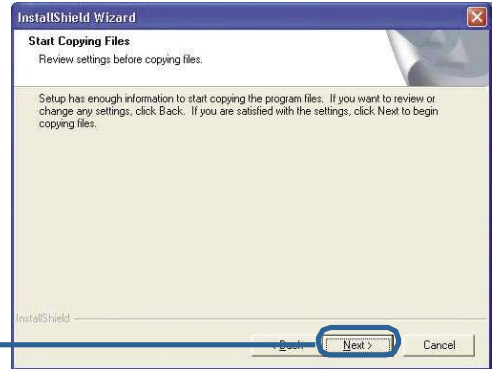 InstallShield Wizard
Start Copying Files
Review settings before copying files.
Setup has enough information to start copying the program files. If you want to review or
change any settings, click Back. If you are satisfied with the settings, click Next to begin
copying files.
InstallShield
< Back Next > Cancel